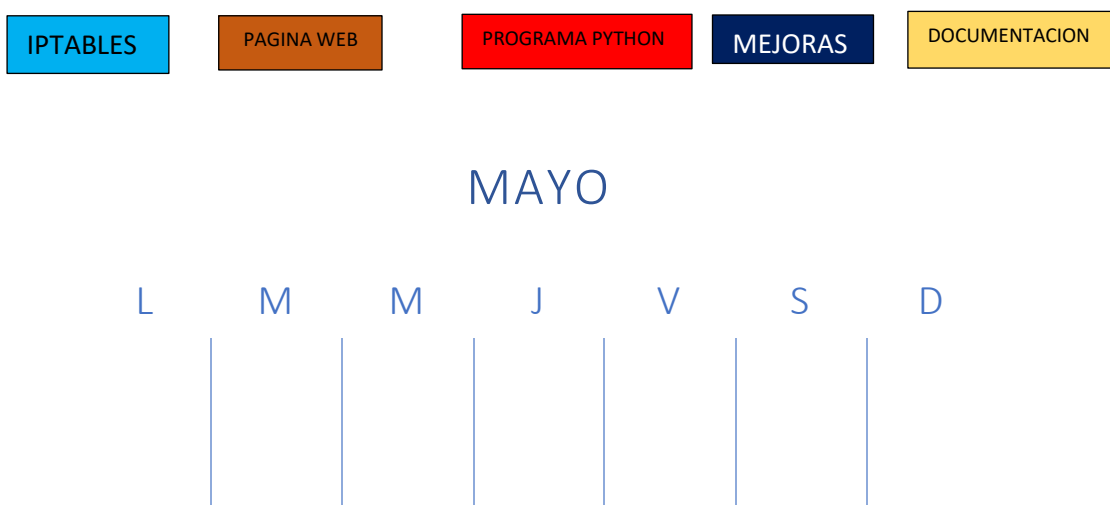 IPTABLES PAGINA WEB PROGRAMA PYTHON MEJORAS DOCUMENTACION
MAYO
L M M J V S D